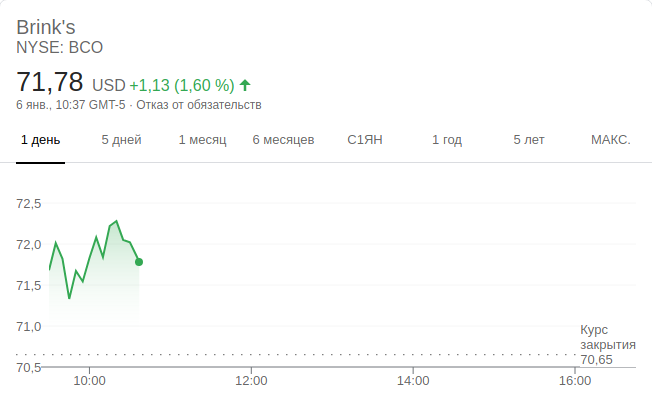 Brink's
NYSE: BCO
71,78 USD +1,13 (1,60 %)
6 янв., 10:37 GMT-5 · Отказ от обязательств
1 день 5 дней 1 месяц 6 месяцев С1ЯН 1 год 5 лет МАКС.
72,5
72,0
71,5
71,0
Курс
закрытия
70,65
70,5
10:00 12:00 14:00 16:00